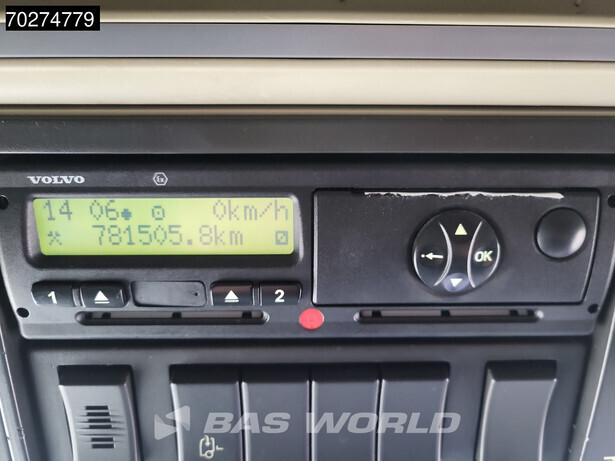 70274779
VOLVO
14 06 0km/h
781505.8km
1 2
OK
BAS WORLD